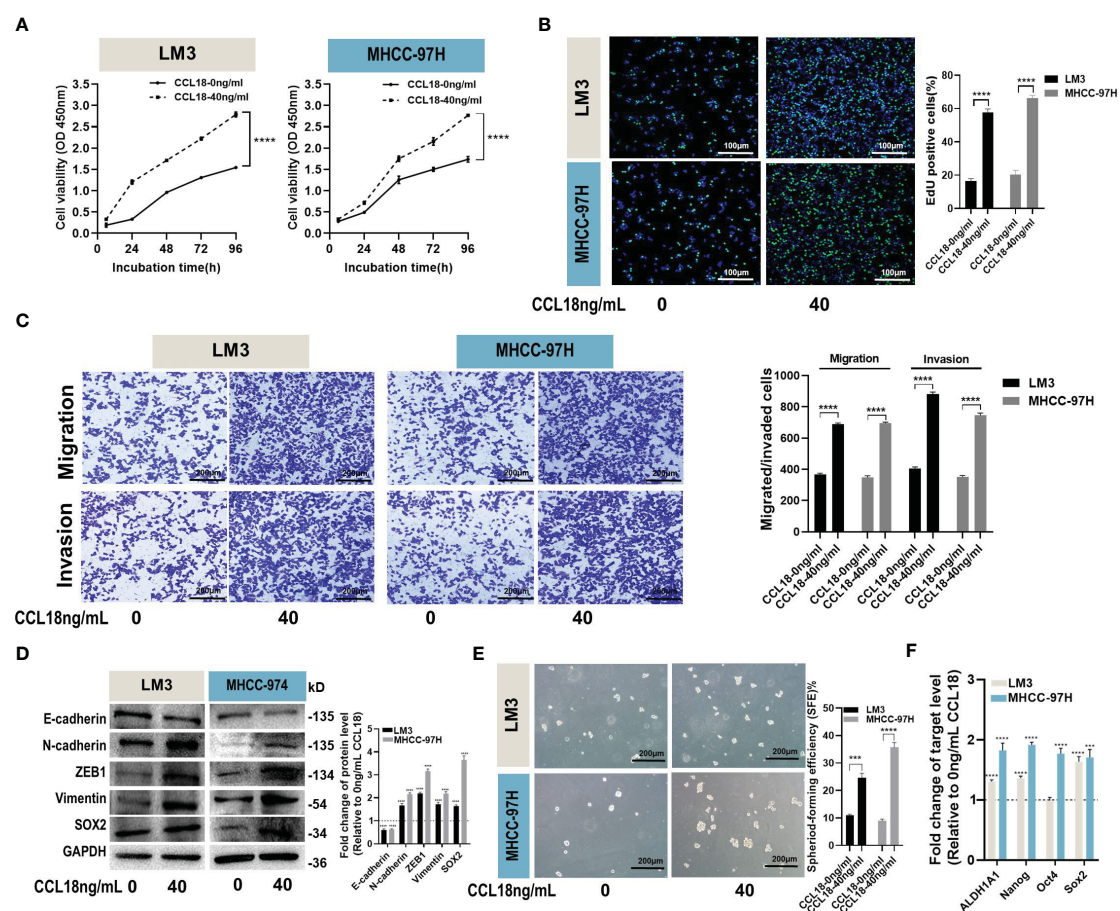 A
LM3
CCL18-0ng/ml
CCL18-40ng/ml
Cell viability (OD 450nm)
3.5
3.0
2.5
2.0
1.5
1.0
0.5
0.0
0 24 48 72 96
Incubation time(h)
****
MHCC-97H
CCL18-0ng/ml
CCL18-40ng/ml
Cell viability (OD 450nm)
3.5
3.0
2.5
2.0
1.5
1.0
0.5
0.0
0 24 48 72 96
Incubation time(h)
****
B
LM3
100μm
100μm
MHCC-97H
100μm
100μm
CCL18ng/mL 0 40
EdU positive cells(%)
80
60
40
20
0
****
****
LM3
MHCC-97H
CCL18-0ng/ml
CCL18-40ng/ml
CCL18-0ng/ml
CCL18-40ng/ml
C
LM3
MHCC-97H
Migration
200μm
200μm
200μm
200μm
Invasion
200μm
200μm
200μm
200μm
CCL18ng/mL 0 40 0 40
Migrated/invaded cells
1000
800
600
400
200
0
Migration
Invasion
****
****
****
****
LM3
MHCC-97H
CCL18-0ng/ml
CCL18-40ng/ml
CCL18-0ng/ml
CCL18-40ng/ml
CCL18-0ng/ml
CCL18-40ng/ml
CCL18-0ng/ml
CCL18-40ng/ml
D
LM3 MHCC-974 kD
E-cadherin -135
N-cadherin -135
ZEB1 -134
Vimentin -54
SOX2 -34
GAPDH -36
CCL18ng/mL 0 40 0 40
Fold change of protein level
(Relative to 0ng/mL CCL18)
5
4
3
2
1
0
LM3
MHCC-97H
**** **** **** **** **** **** **** **** **** ****
E-cadherin
N-cadherin
ZEB1
Vimentin
SOX2
E
LM3
200μm
200μm
MHCC-97H
200μm
200μm
CCL18ng/mL 0 40
Spheriod-forming efficiency (SFE)%
50
40
30
20
10
0
LM3
MHCC-97H
***
****
CCL18-0ng/ml
CCL18-40ng/ml
CCL18-0ng/ml
CCL18-40ng/ml
F
LM3
MHCC-97H
Fold change of target level
(Relative to 0ng/mL CCL18)
3
2
1
0
**** **** **** **** **** **** ***
ALDH1A1
Nanog
Oct4
Sox2